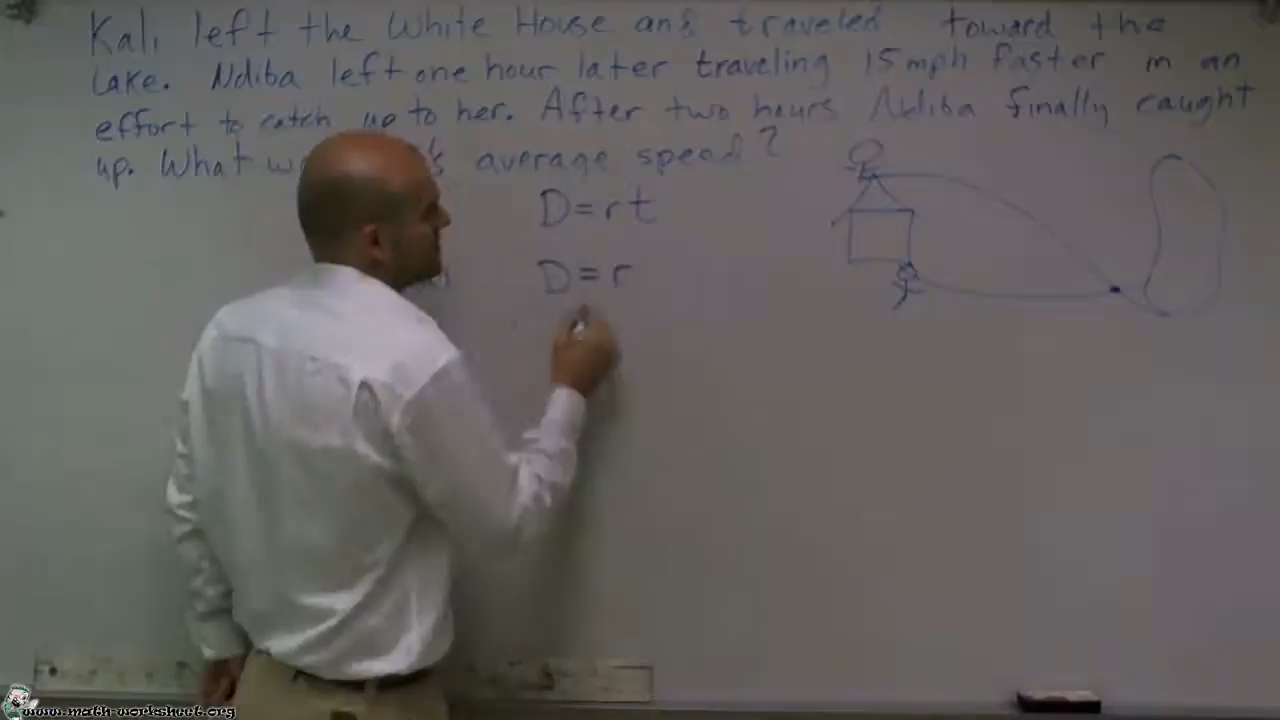 Kali left the White House and traveled toward the
Lake. Ndiba left one hour later traveling 15 mph faster in an
effort to catch up to her. After two hours Ndiba finally caught
up. What average speed?
D=rt
D=r
www.math-worksheet.org